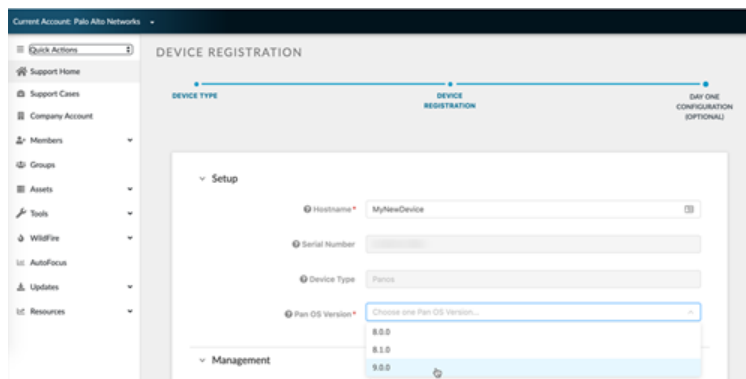 Current Account: Palo Alto Networks
Quick Actions
Support Home
Support Cases
Company Account
Members
Groups
Assets
Tools
WildFire
AutoFocus
Updates
Resources
DEVICE REGISTRATION
DEVICE TYPE
DEVICE
REGISTRATION
DAY ONE
CONFIGURATION
(OPTIONAL)
Setup
Hostname* MyNewDevice
Serial Number
Device Type Panos
Pan OS Version* Choose one Pan OS Version...
8.0.0
8.1.0
9.0.0
Management